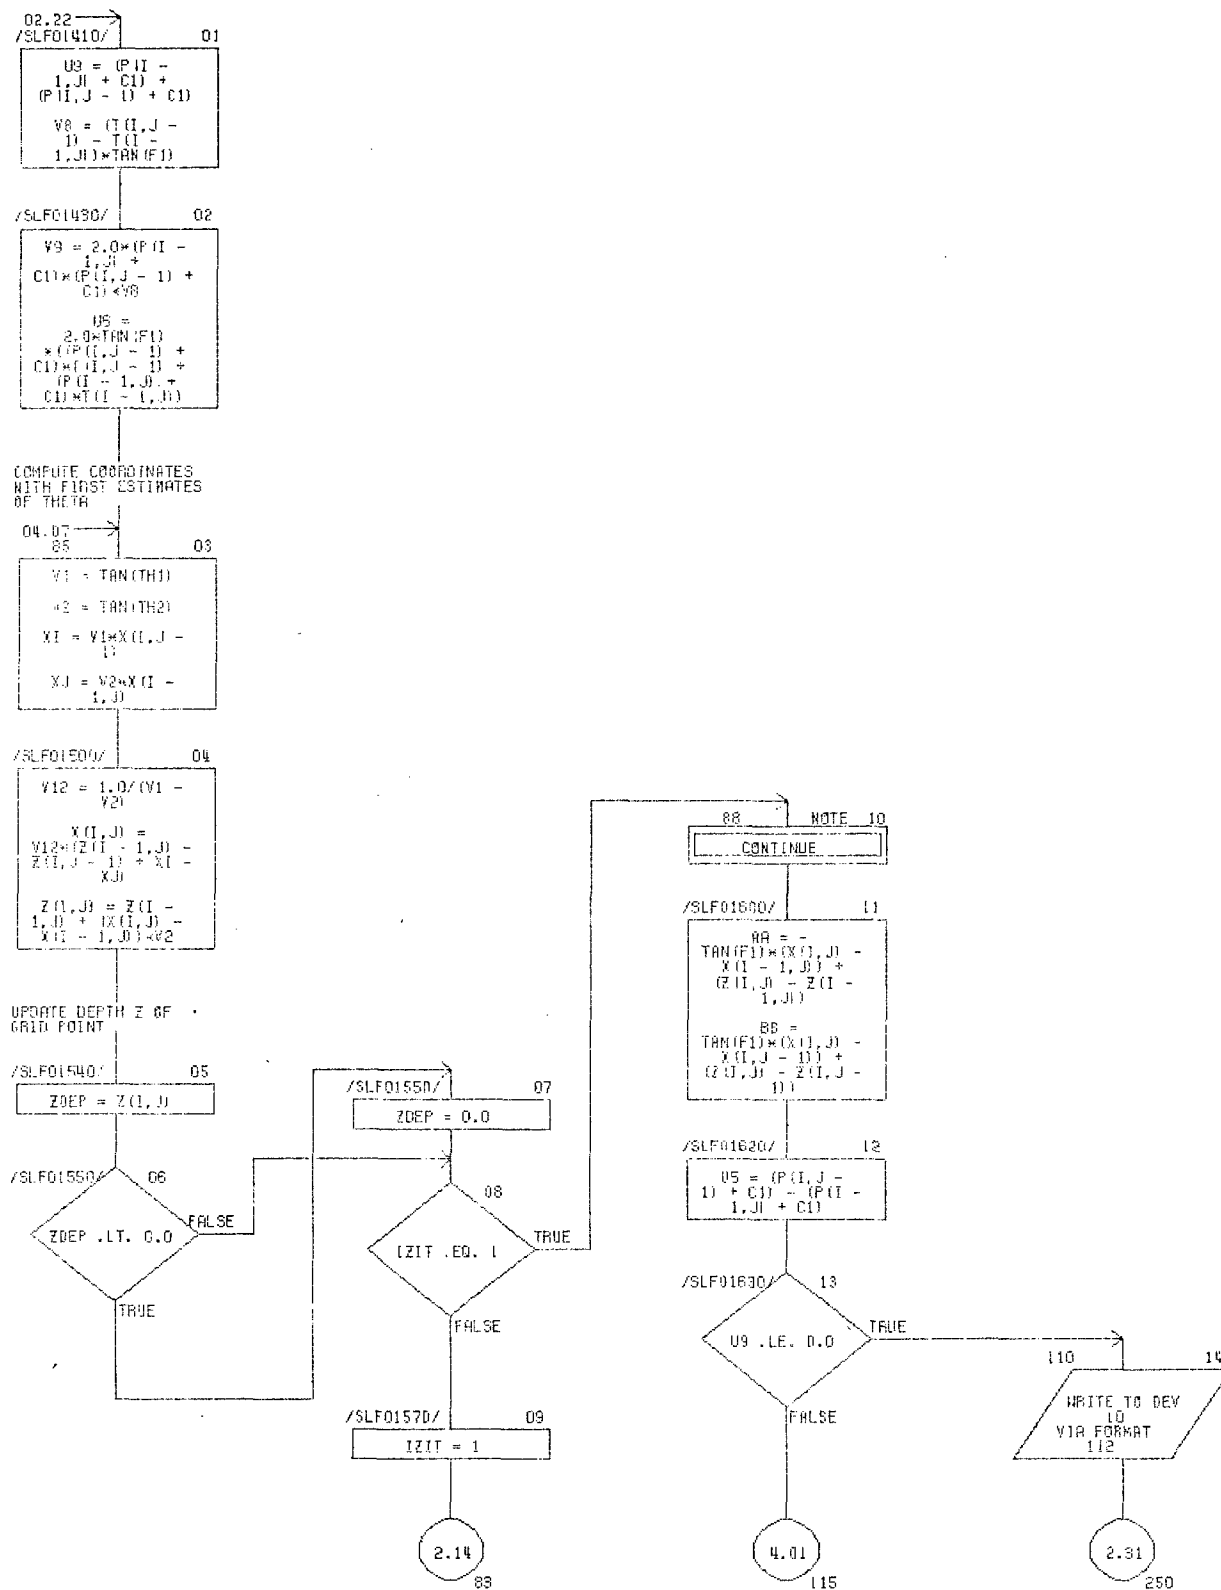 02.22
/SLF01410/ 01
U9 = (P(I -
1,J) + C1) +
(P(I,J - 1) + C1)
V8 = (T(I,J -
1) - T(I -
1,J))*TAN(F1)
/SLF01430/ 02
V9 = 2.0*(P(I -
1,J) +
C1)*(P(I,J - 1) +
C1)*V8
U6 =
2.0*TAN(F1)
*((P(I,J - 1) +
C1)*T(I,J - 1) +
(P(I - 1,J) +
C1)*T(I - 1,J))
COMPUTE COORDINATES
WITH FIRST ESTIMATES
OF THETA
04.07
85 03
V1 = TAN(TH1)
V2 = TAN(TH2)
XI = V1*X(I,J -
1)
XJ = V2*X(I -
1,J)
/SLF01500/ 04
V12 = 1.0/(V1 -
V2)
X(I,J) =
V12*(Z(I - 1,J) -
Z(I,J - 1) + XI -
XJ)
Z(I,J) = Z(I -
1,J) + (X(I,J) -
X(I - 1,J))*V2
UPDATE DEPTH Z OF
GRID POINT
/SLF01540/ 05
ZDEP = Z(I,J)
/SLF01550/ 06
ZDEP .LT. 0.0
FALSE
TRUE
/SLF01550/ 07
ZDEP = 0.0
08
IZIT .EQ. 1
TRUE
FALSE
/SLF01570/ 09
IZIT = 1
2.14
83
88 NOTE 10
CONTINUE
/SLF01600/ 11
AA = -
TAN(F1)*(X(I,J) -
X(I - 1,J)) +
(Z(I,J) - Z(I -
1,J))
BB =
TAN(F1)*(X(I,J) -
X(I,J - 1)) +
(Z(I,J) - Z(I,J -
1))
/SLF01620/ 12
U5 = (P(I,J -
1) + C1) - (P(I -
1,J) + C1)
/SLF01630/ 13
U9 .LE. 0.0
TRUE
FALSE
4.01
115
110 14
WRITE TO DEV
10
VIA FORMAT
112
2.31
250